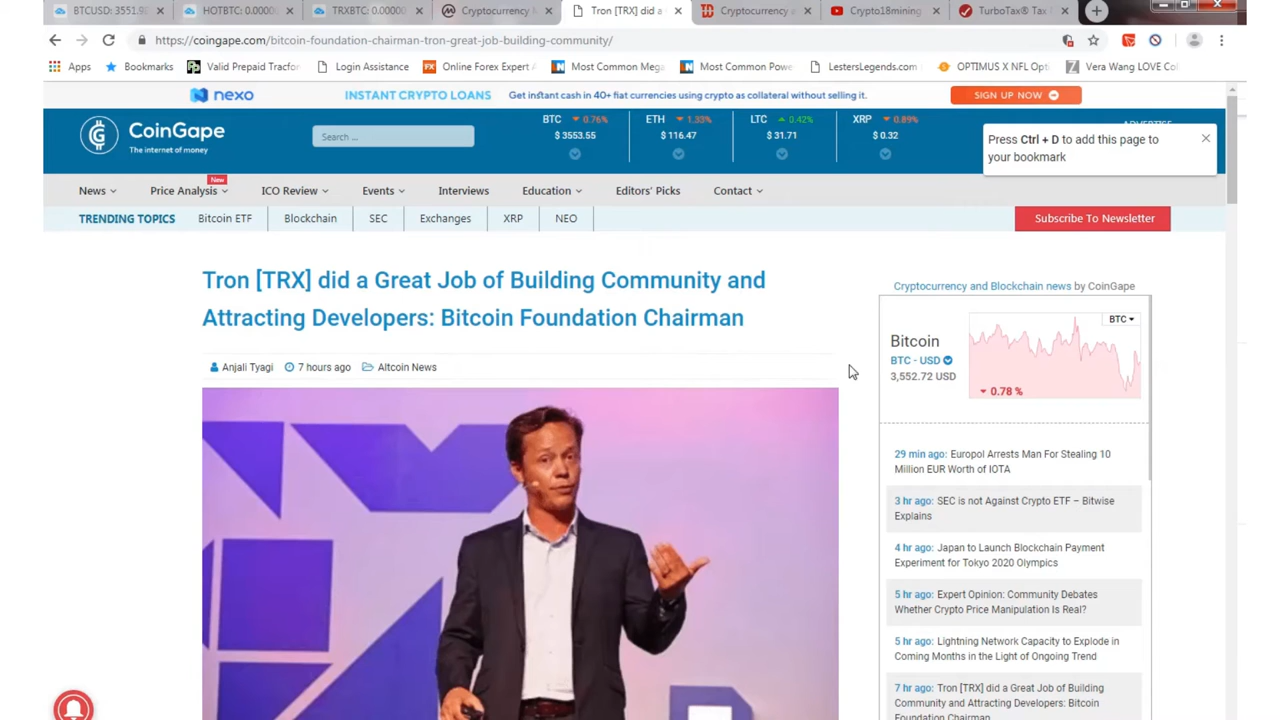 BTCUSD: 3551.98
HOTBTC: 0.0000
TRXBTC: 0.00000
Cryptocurrency M
Tron [TRX] did a
Cryptocurrency e
Crypto18mining
TurboTax® Tax
https://coingape.com/bitcoin-foundation-chairman-tron-great-job-building-community/
Apps Bookmarks Valid Prepaid Tracfo Login Assistance Online Forex Expert Most Common Meg Most Common Pow LestersLegends.com OPTIMUS X NFL Opt Vera Wang LOVE Col
nexo INSTANT CRYPTO LOANS Get instant cash in 40+ fiat currencies using crypto as collateral without selling it. SIGN UP NOW
CoinGape
The internet of money
Search ...
BTC 0.76% ETH 1.33% LTC 0.42% XRP 0.89%
$ 3553.55 $ 116.47 $ 31.71 $ 0.32
Press Ctrl + D to add this page to
your bookmark
New
News Price Analysis ICO Review Events Interviews Education Editors' Picks Contact
TRENDING TOPICS Bitcoin ETF Blockchain SEC Exchanges XRP NEO Subscribe To Newsletter
Tron [TRX] did a Great Job of Building Community and
Attracting Developers: Bitcoin Foundation Chairman
Anjali Tyagi 7 hours ago Altcoin News
Cryptocurrency and Blockchain news by CoinGape
Bitcoin
BTC - USD
3,552.72 USD
BTC
0.78 %
29 min ago: Europol Arrests Man For Stealing 10
Million EUR Worth of IOTA
3 hr ago: SEC is not Against Crypto ETF – Bitwise
Explains
4 hr ago: Japan to Launch Blockchain Payment
Experiment for Tokyo 2020 Olympics
5 hr ago: Expert Opinion: Community Debates
Whether Crypto Price Manipulation Is Real?
5 hr ago: Lightning Network Capacity to Explode in
Coming Months in the Light of Ongoing Trend
7 hr ago: Tron [TRX] did a Great Job of Building
Community and Attracting Developers: Bitcoin
Foundation Chairman